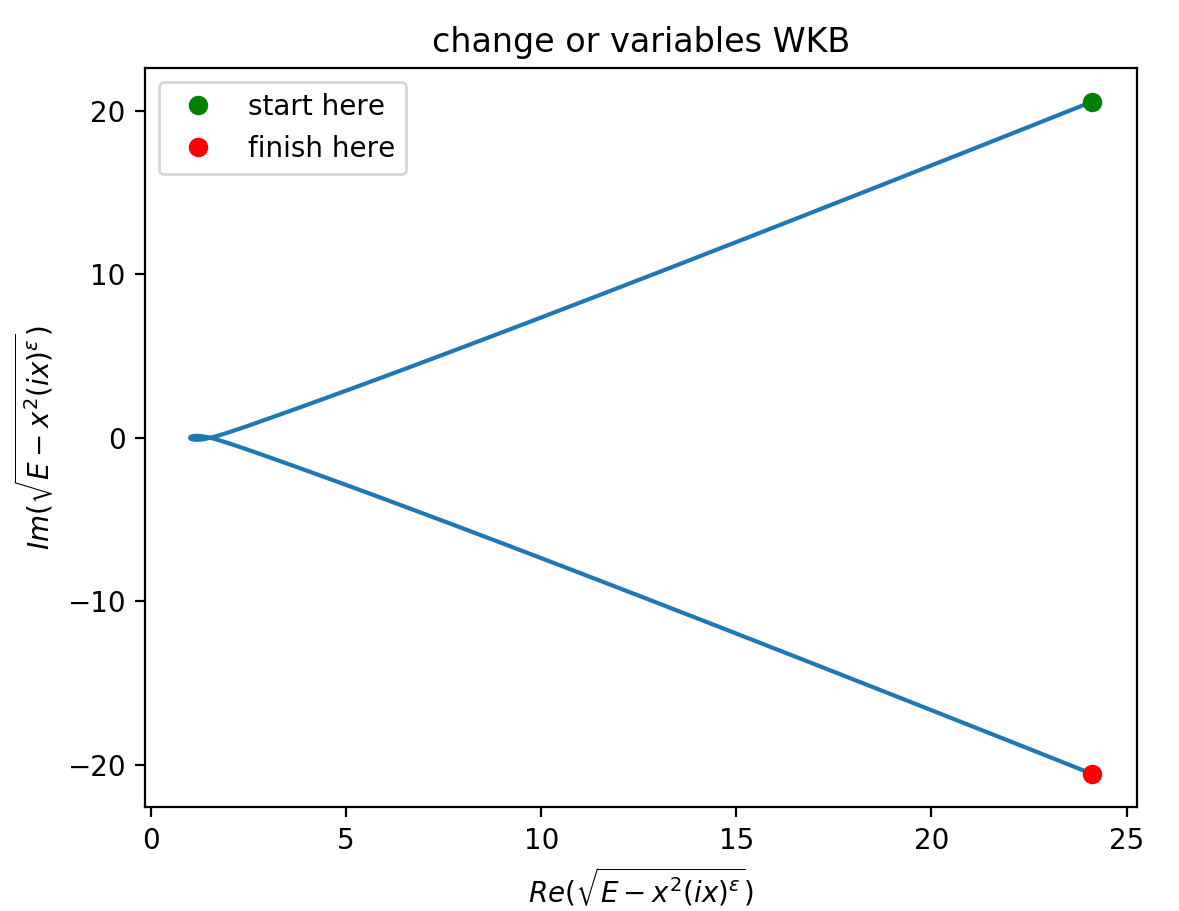 change or variables WKB
start here
finish here
20
10
0
−10
−20
Im(√E − x²(ix)^ε)
0 5 10 15 20 25
Re(√E − x²(ix)^ε)